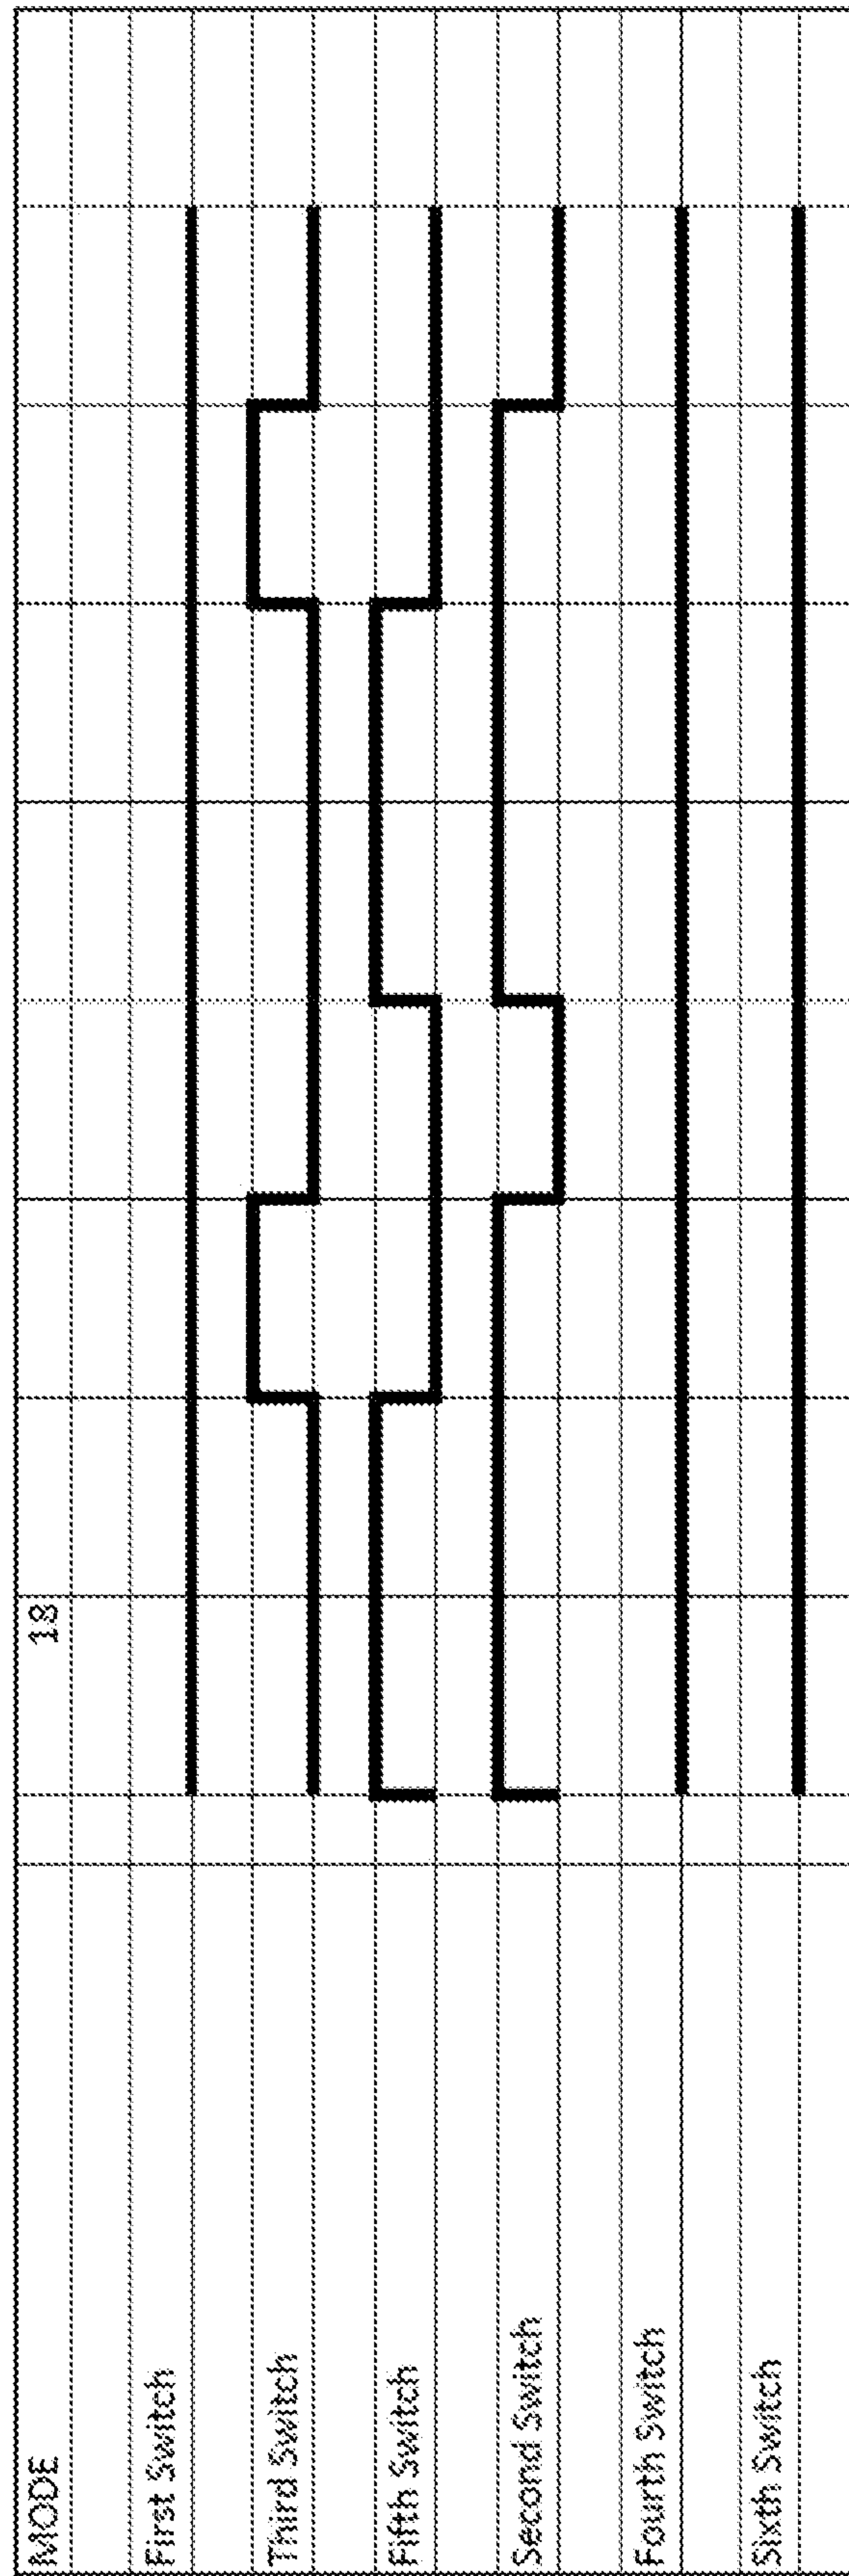 MODE 18
First Switch
Third Switch
Fifth Switch
Second Switch
Fourth Switch
Sixth Switch